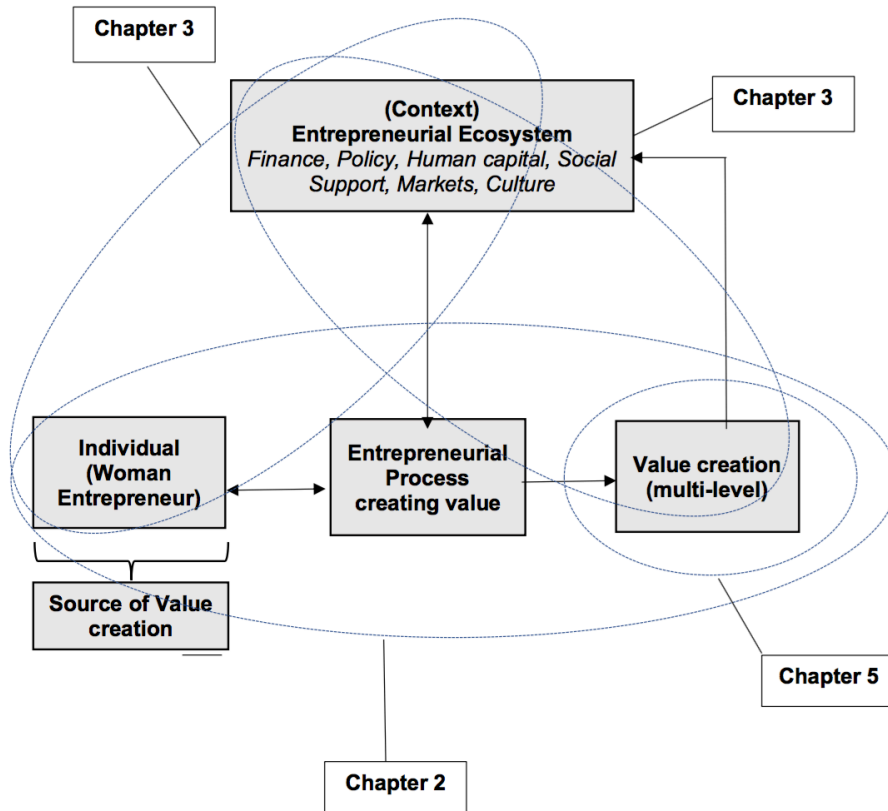 Chapter 3
(Context)
Entrepreneurial Ecosystem
Finance, Policy, Human capital, Social
Support, Markets, Culture
Chapter 3
Individual
(Woman
Entrepreneur)
Entrepreneurial
Process
creating value
Value creation
(multi-level)
Source of Value
creation
Chapter 5
Chapter 2